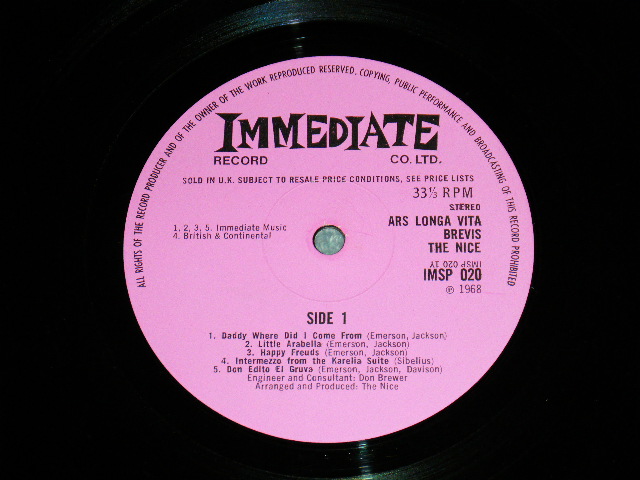 ALL RIGHTS OF THE RECORD PRODUCER AND OF THE OWNER OF THE WORK REPRODUCED RESERVED. COPYING, PUBLIC PERFORMANCE AND BROADCASTING OF THIS RECORD PROHIBITED
IMMEDIATE
RECORD CO. LTD.
SOLD IN U.K. SUBJECT TO RESALE PRICE CONDITIONS, SEE PRICE LISTS
33⅓ RPM
STEREO
1, 2, 3, 5. Immediate Music
4. British & Continental
ARS LONGA VITA
BREVIS
THE NICE
IMSP 020 1Y
IMSP 020
℗ 1968
SIDE 1
1. Daddy Where Did I Come From (Emerson, Jackson)
2. Little Arabella (Emerson, Jackson)
3. Happy Freuds (Emerson, Jackson)
4. Intermezzo from the Karelia Suite (Sibelius)
5. Don Edito El Gruva (Emerson, Jackson, Davison)
Engineer and Consultant: Don Brewer
Arranged and Produced: The Nice